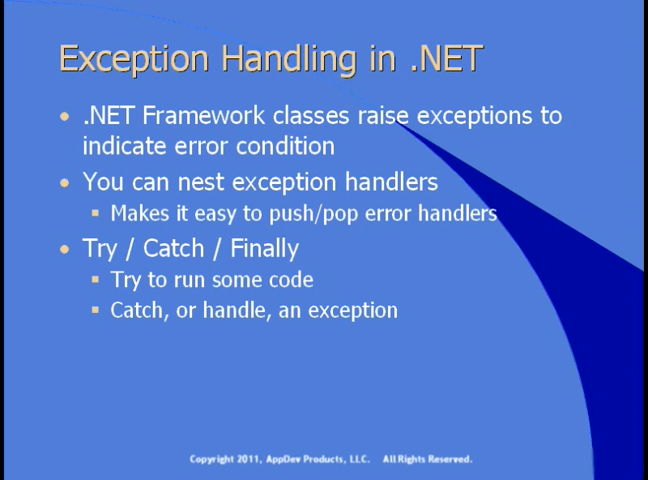 Exception Handling in .NET
• .NET Framework classes raise exceptions to
indicate error condition
• You can nest exception handlers
▪ Makes it easy to push/pop error handlers
• Try / Catch / Finally
▪ Try to run some code
▪ Catch, or handle, an exception
Copyright 2011, AppDev Products, LLC. All Rights Reserved.